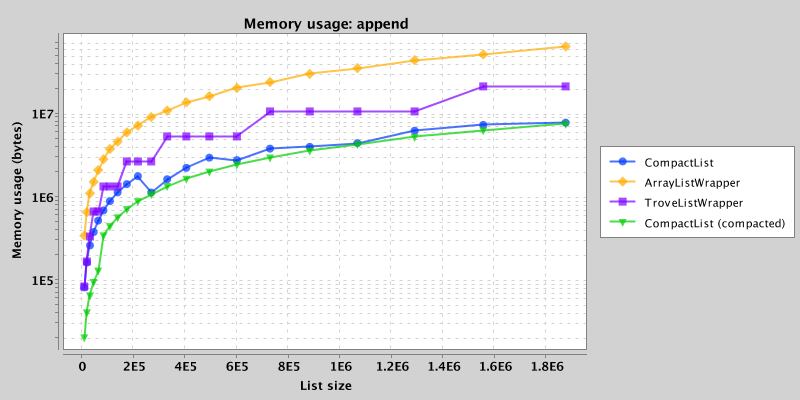 Memory usage: append
Memory usage (bytes)
1E7
1E6
1E5
0 2E5 4E5 6E5 8E5 1E6 1.2E6 1.4E6 1.6E6 1.8E6
List size
CompactList
ArrayListWrapper
TroveListWrapper
CompactList (compacted)